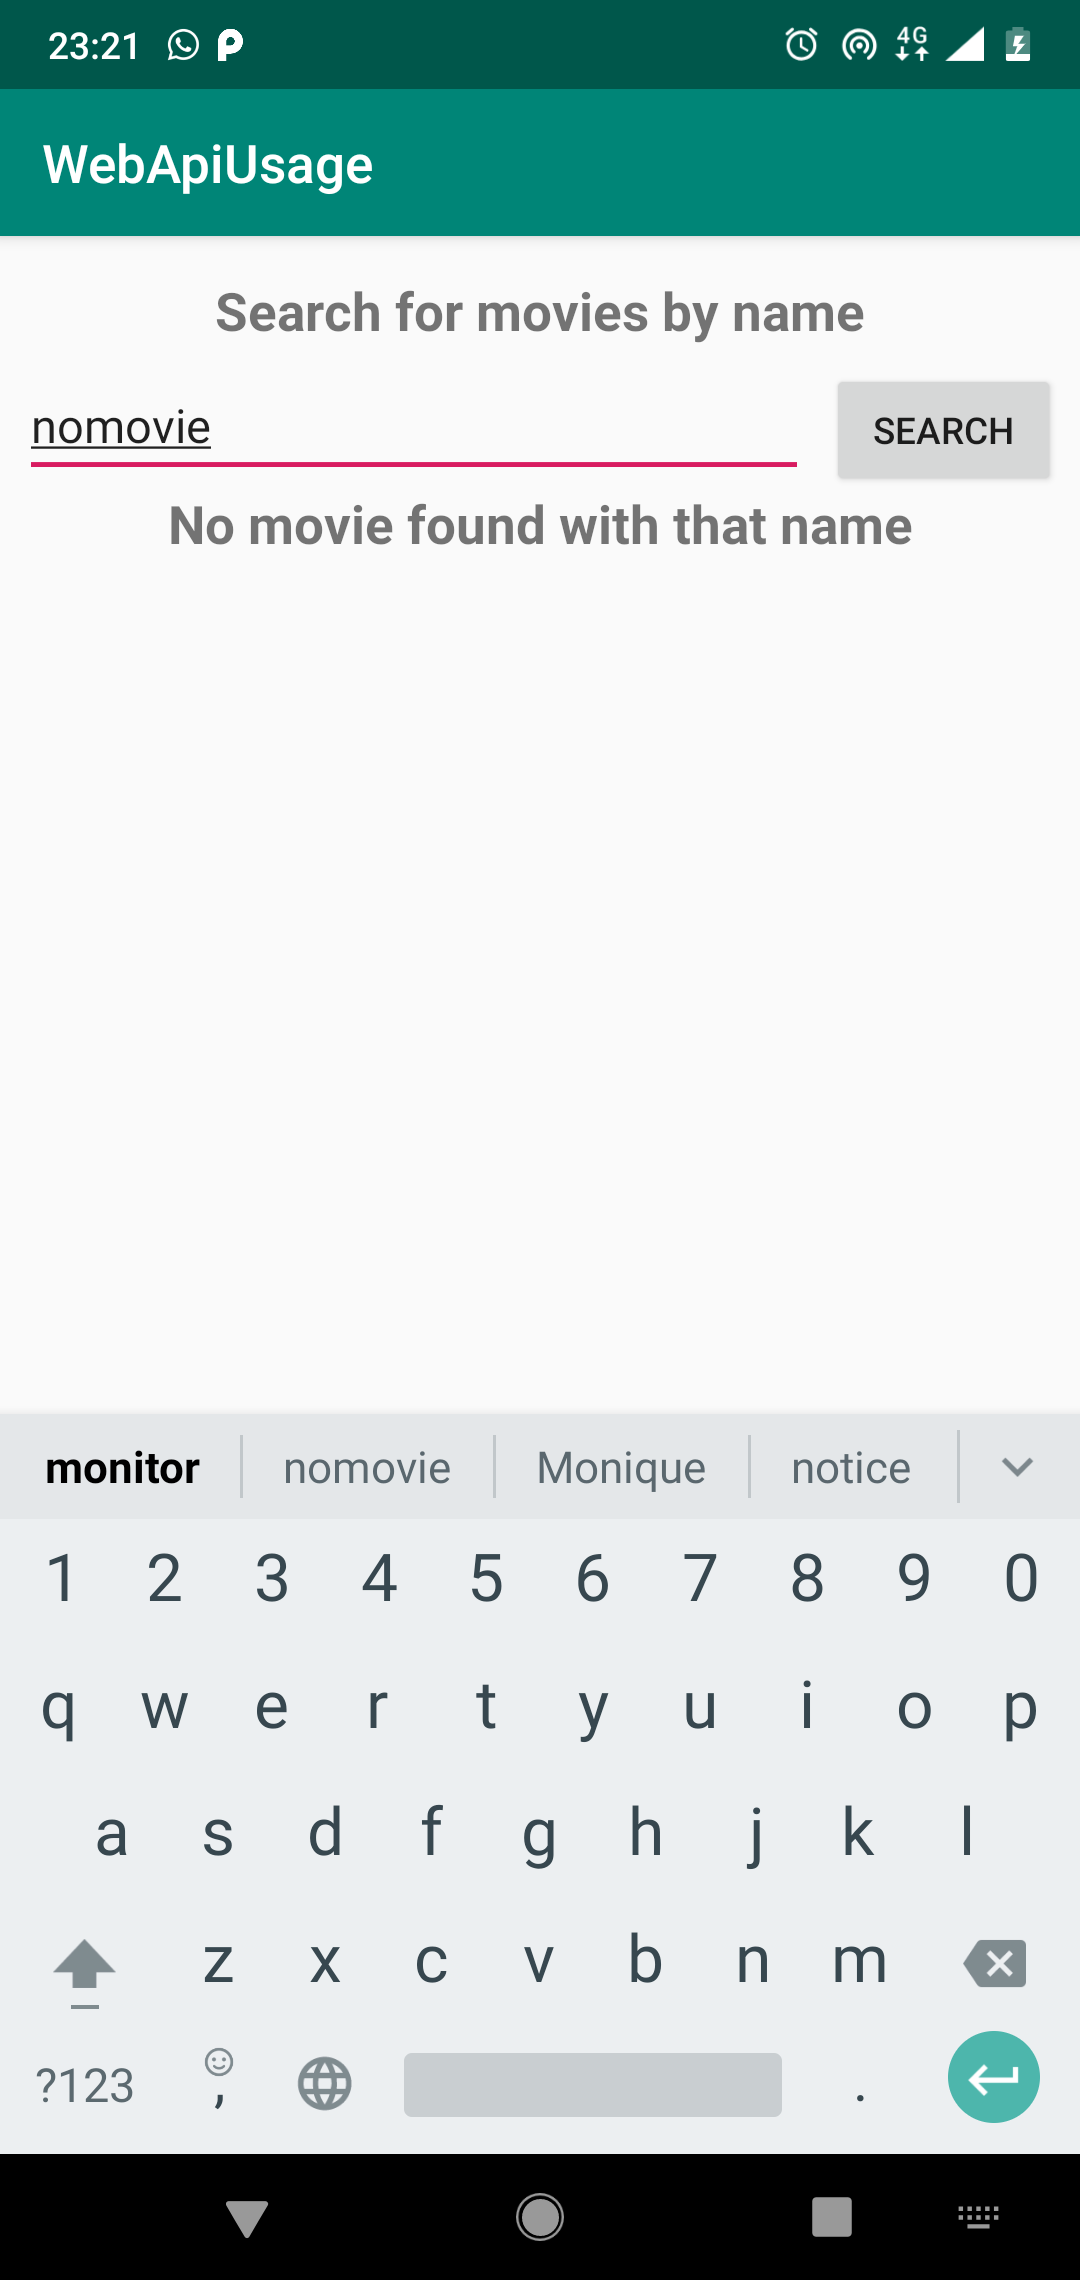 23:21 4G
WebApiUsage
Search for movies by name
nomovie SEARCH
No movie found with that name
monitor nomovie Monique notice
1 2 3 4 5 6 7 8 9 0
q w e r t y u i o p
a s d f g h j k l
z x c v b n m
?123 , .